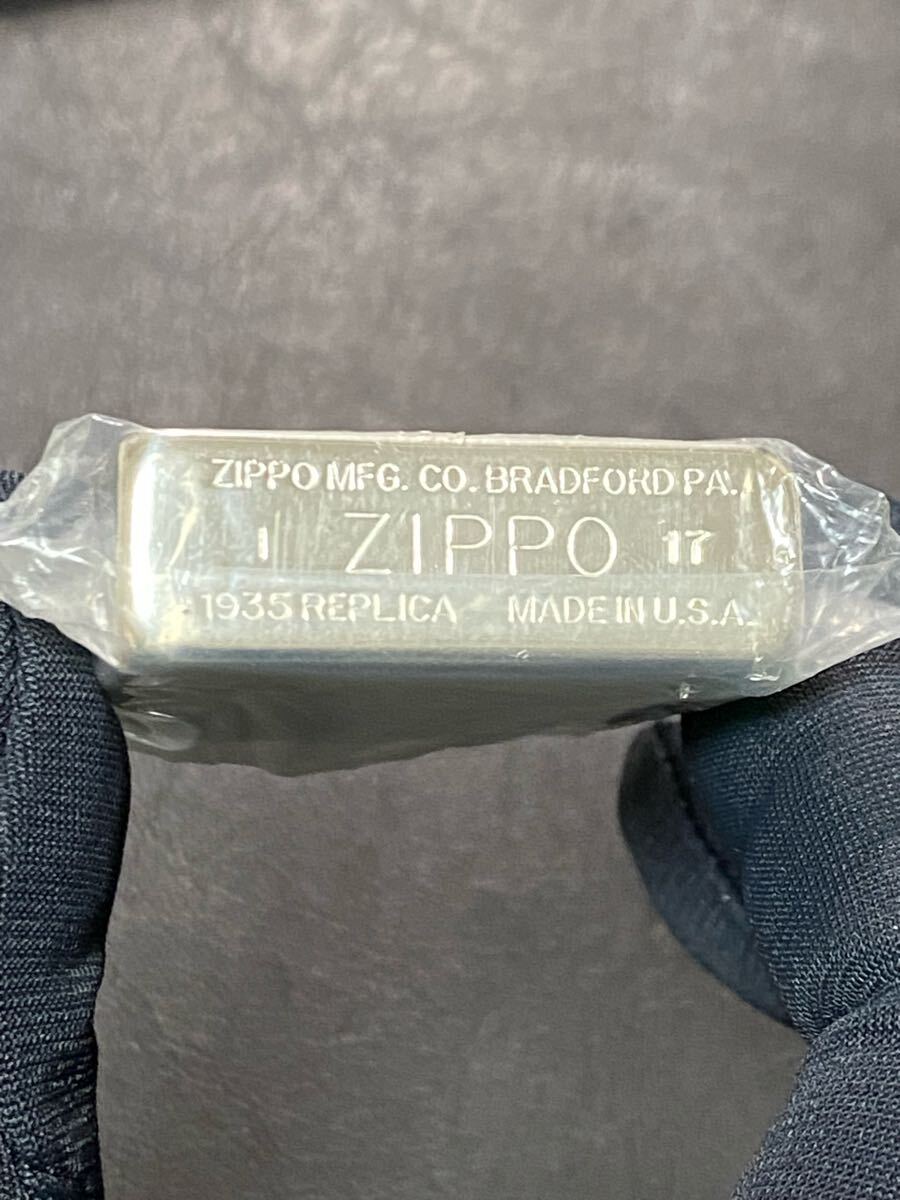 ZIPPO MFG. CO. BRADFORD PA.
I ZIPPO 17
1935 REPLICA MADE IN U.S.A.